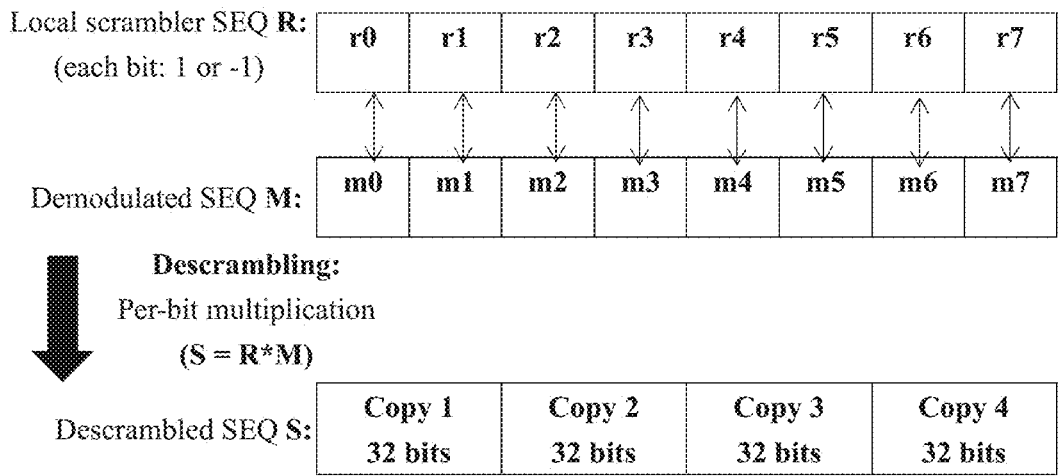 Local scrambler SEQ R: r0 r1 r2 r3 r4 r5 r6 r7
(each bit: 1 or -1)
Demodulated SEQ M: m0 m1 m2 m3 m4 m5 m6 m7
Descrambling:
Per-bit multiplication
(S = R*M)
Descrambled SEQ S: Copy 1 Copy 2 Copy 3 Copy 4
32 bits 32 bits 32 bits 32 bits